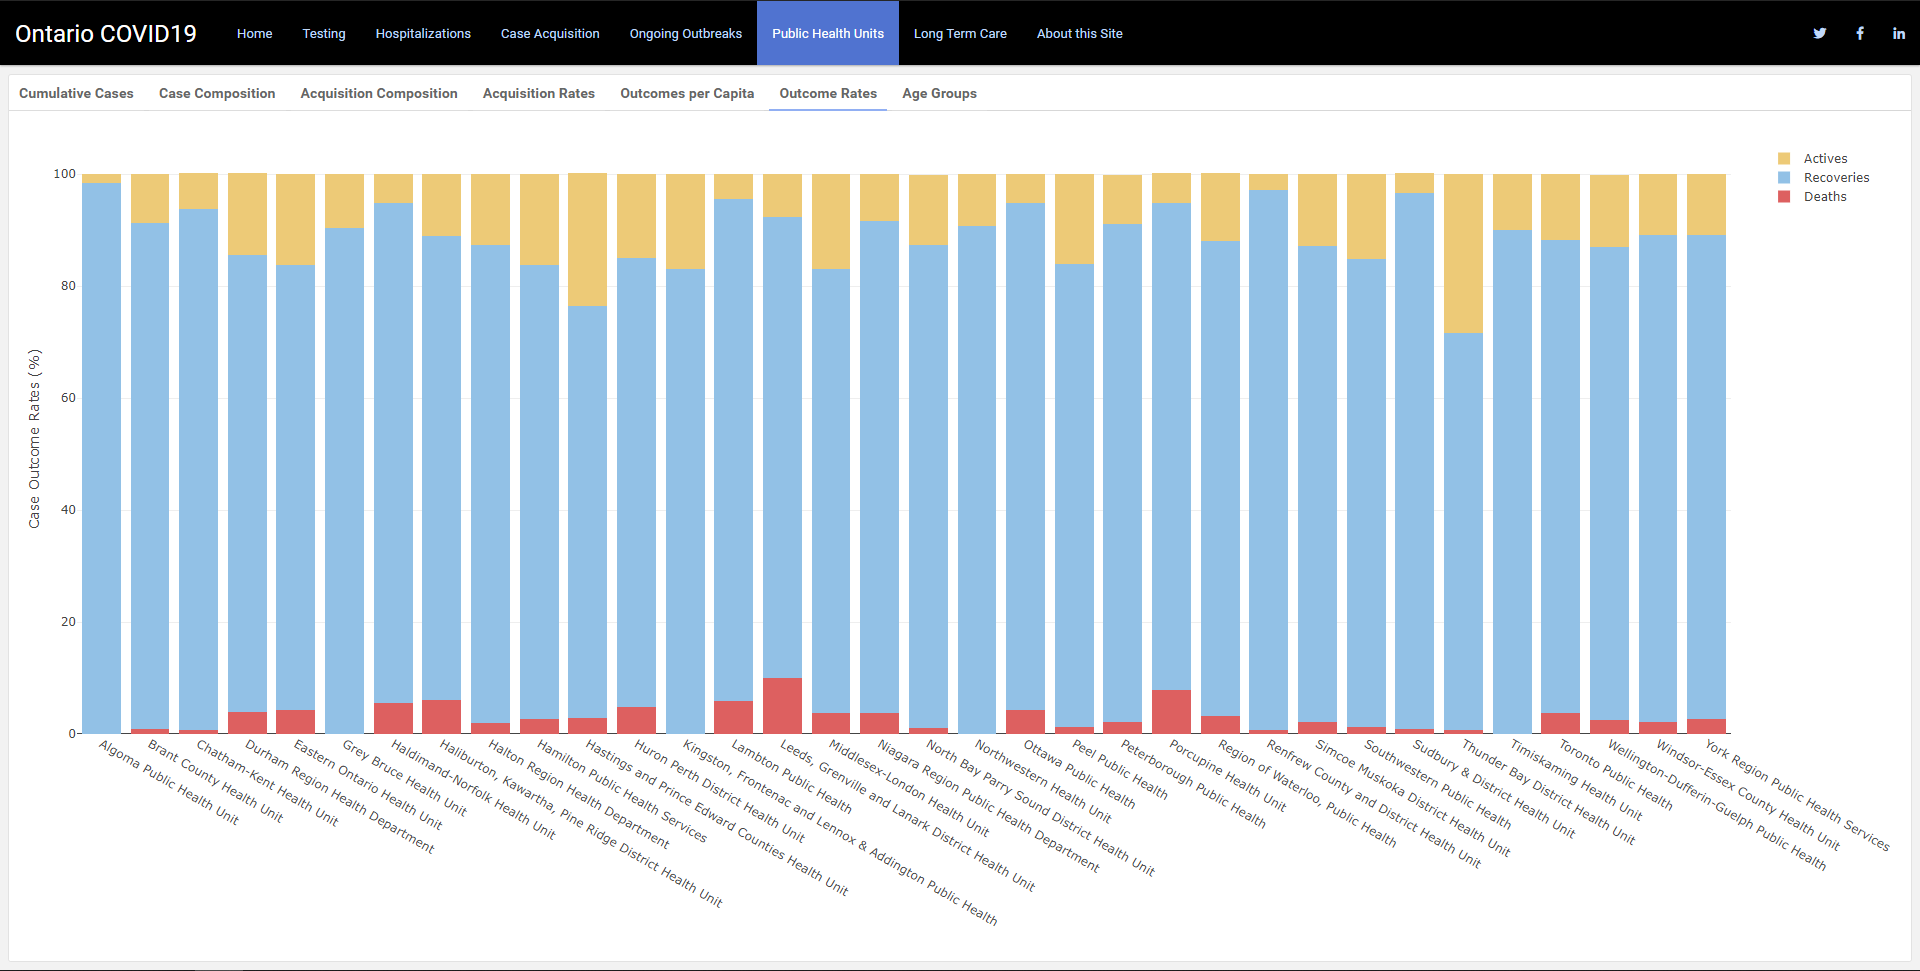 Ontario COVID19 Home Testing Hospitalizations Case Acquisition Ongoing Outbreaks Public Health Units Long Term Care About this Site
Cumulative Cases Case Composition Acquisition Composition Acquisition Rates Outcomes per Capita Outcome Rates Age Groups
Actives
Recoveries
Deaths
Case Outcome Rates (%)
100
80
60
40
20
0
Algoma Public Health Unit
Brant County Health Unit
Chatham-Kent Health Unit
Durham Region Health Department
Eastern Ontario Health Unit
Grey Bruce Health Unit
Haldimand-Norfolk Health Unit
Haliburton, Kawartha, Pine Ridge District Health Unit
Halton Region Health Department
Hamilton Public Health Services
Hastings and Prince Edward Counties Health Unit
Huron Perth District Health Unit
Kingston, Frontenac and Lennox & Addington Public Health
Lambton Public Health
Leeds, Grenville and Lanark District Health Unit
Middlesex-London Health Unit
Niagara Region Public Health Department
North Bay Parry Sound District Health Unit
Northwestern Health Unit
Ottawa Public Health
Peel Public Health
Peterborough Public Health
Porcupine Health Unit
Region of Waterloo, Public Health
Renfrew County and District Health Unit
Simcoe Muskoka District Health Unit
Southwestern Public Health
Sudbury & District Health Unit
Thunder Bay District Health Unit
Timiskaming Health Unit
Toronto Public Health
Wellington-Dufferin-Guelph Public Health
Windsor-Essex County Health Unit
York Region Public Health Services